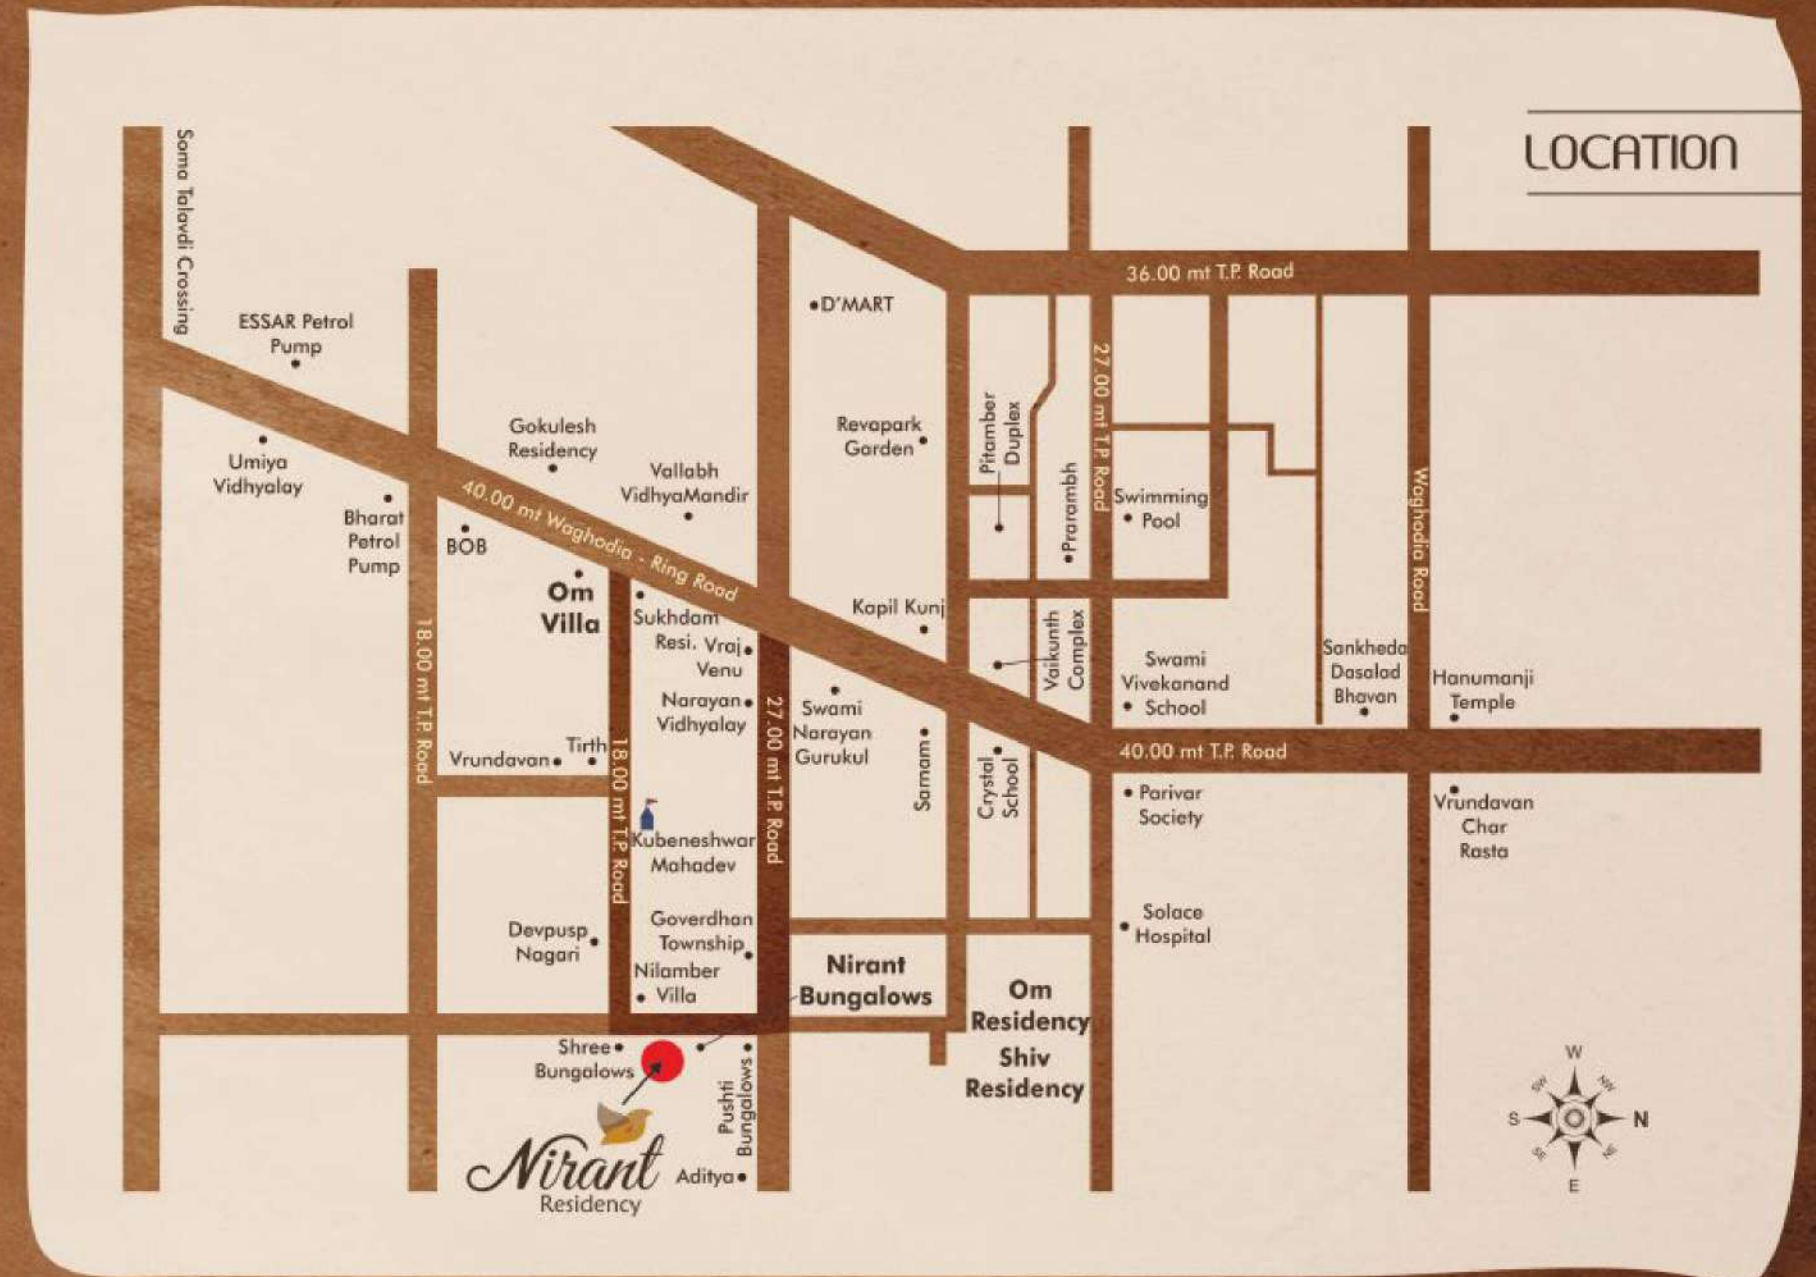 LOCATION
Soma Talavdi Crossing
36.00 mt T.P. Road
ESSAR Petrol
Pump
D'MART
27.00 mt T.P. Road
Umiya
Vidhyalay
Gokulesh
Residency
Revapark
Garden
Pitamber
Duplex
Prarambh
Swimming
Pool
Waghodia Road
Vallabh
VidhyaMandir
Bharat
Petrol
Pump
BOB
40.00 mt Waghodia - Ring Road
Om
Villa
Sukhdam
Resi.
Vraj
Venu
Kapil Kunj
Vaikunth
Complex
Swami
Vivekanand
School
Sankheda
Dasalad
Bhavan
Hanumanji
Temple
18.00 mt T.P. Road
Narayan
Vidhyalay
27.00 mt T.P. Road
Swami
Narayan
Gurukul
Sarnam
Crystal
School
40.00 mt T.P. Road
Vrundavan
Tirth
18.00 mt T.P. Road
Parivar
Society
Vrundavan
Char
Rasta
Kubeneshwar
Mahadev
Devpusp
Nagari
Goverdhan
Township
Solace
Hospital
Nilamber
Villa
Nirant
Bungalows
Om
Residency
Shiv
Residency
Shree
Bungalows
Pushti
Bungalows
Nirant
Residency
Aditya
W
SW
NW
S
N
SE
NE
E